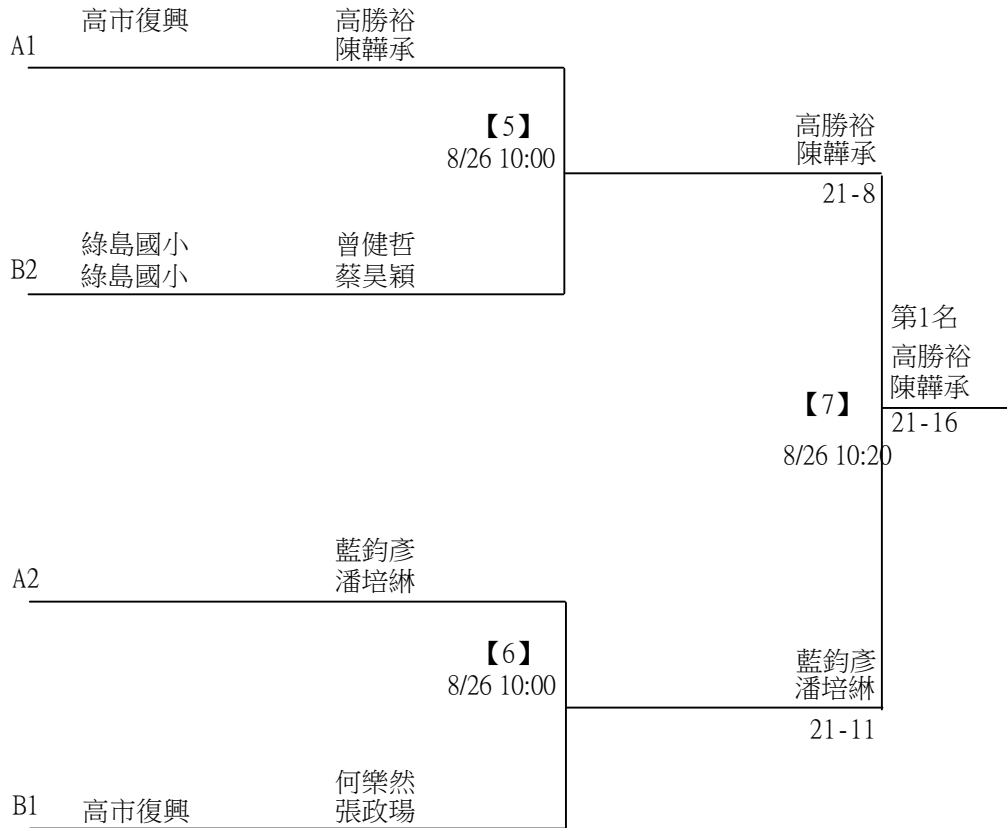 高市復興 高勝裕
A1 陳韡承
【5】
8/26 10:00
高勝裕
陳韡承
21-8
綠島國小 曾健哲
B2 綠島國小 蔡昊穎
第1名
高勝裕
陳韡承
【7】
21-16
8/26 10:20
藍鈞彥
A2 潘培綝
【6】
8/26 10:00
藍鈞彥
潘培綝
21-11
何樂然
B1 高市復興 張政瑒